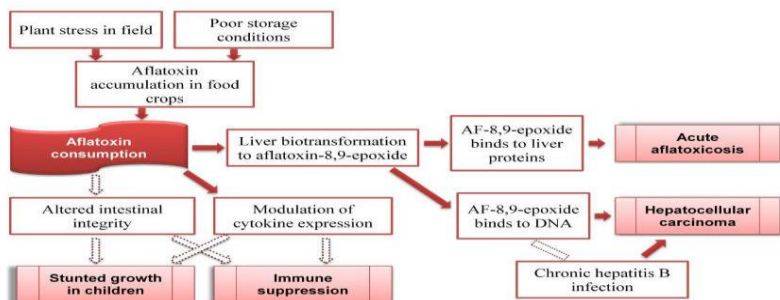 Plant stress in field
Poor storage
conditions
Aflatoxin
accumulation in food
crops
Aflatoxin
consumption
Liver biotransformation
to aflatoxin-8,9-epoxide
AF-8,9-epoxide
binds to liver
proteins
Acute
aflatoxicosis
Altered intestinal
integrity
Modulation of
cytokine expression
AF-8,9-epoxide
binds to DNA
Hepatocellular
carcinoma
Stunted growth
in children
Immune
suppression
Chronic hepatitis B
infection